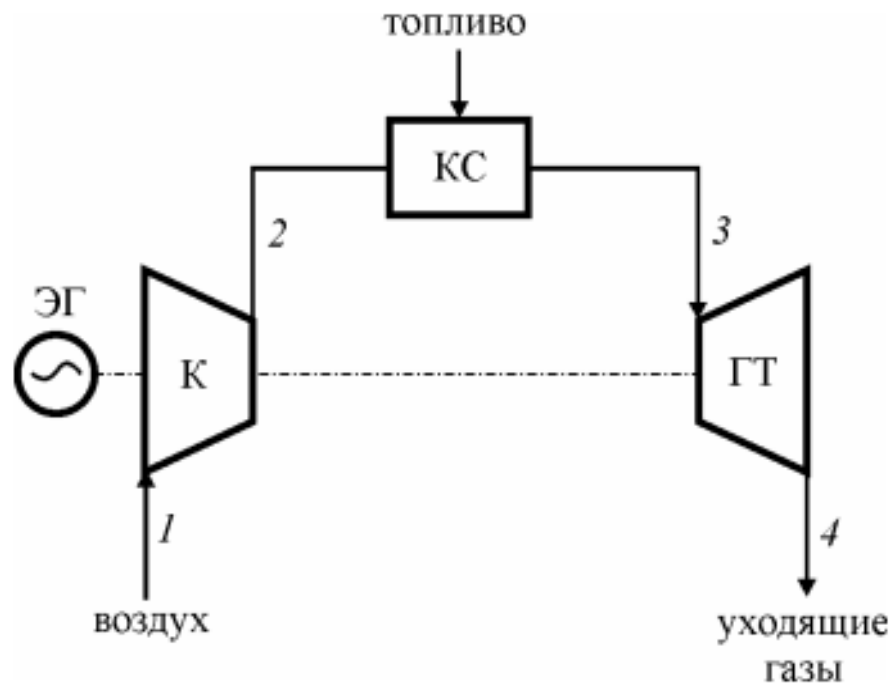 топливо
КС
2
3
ЭГ
К
ГТ
1
4
воздух
уходящие
газы